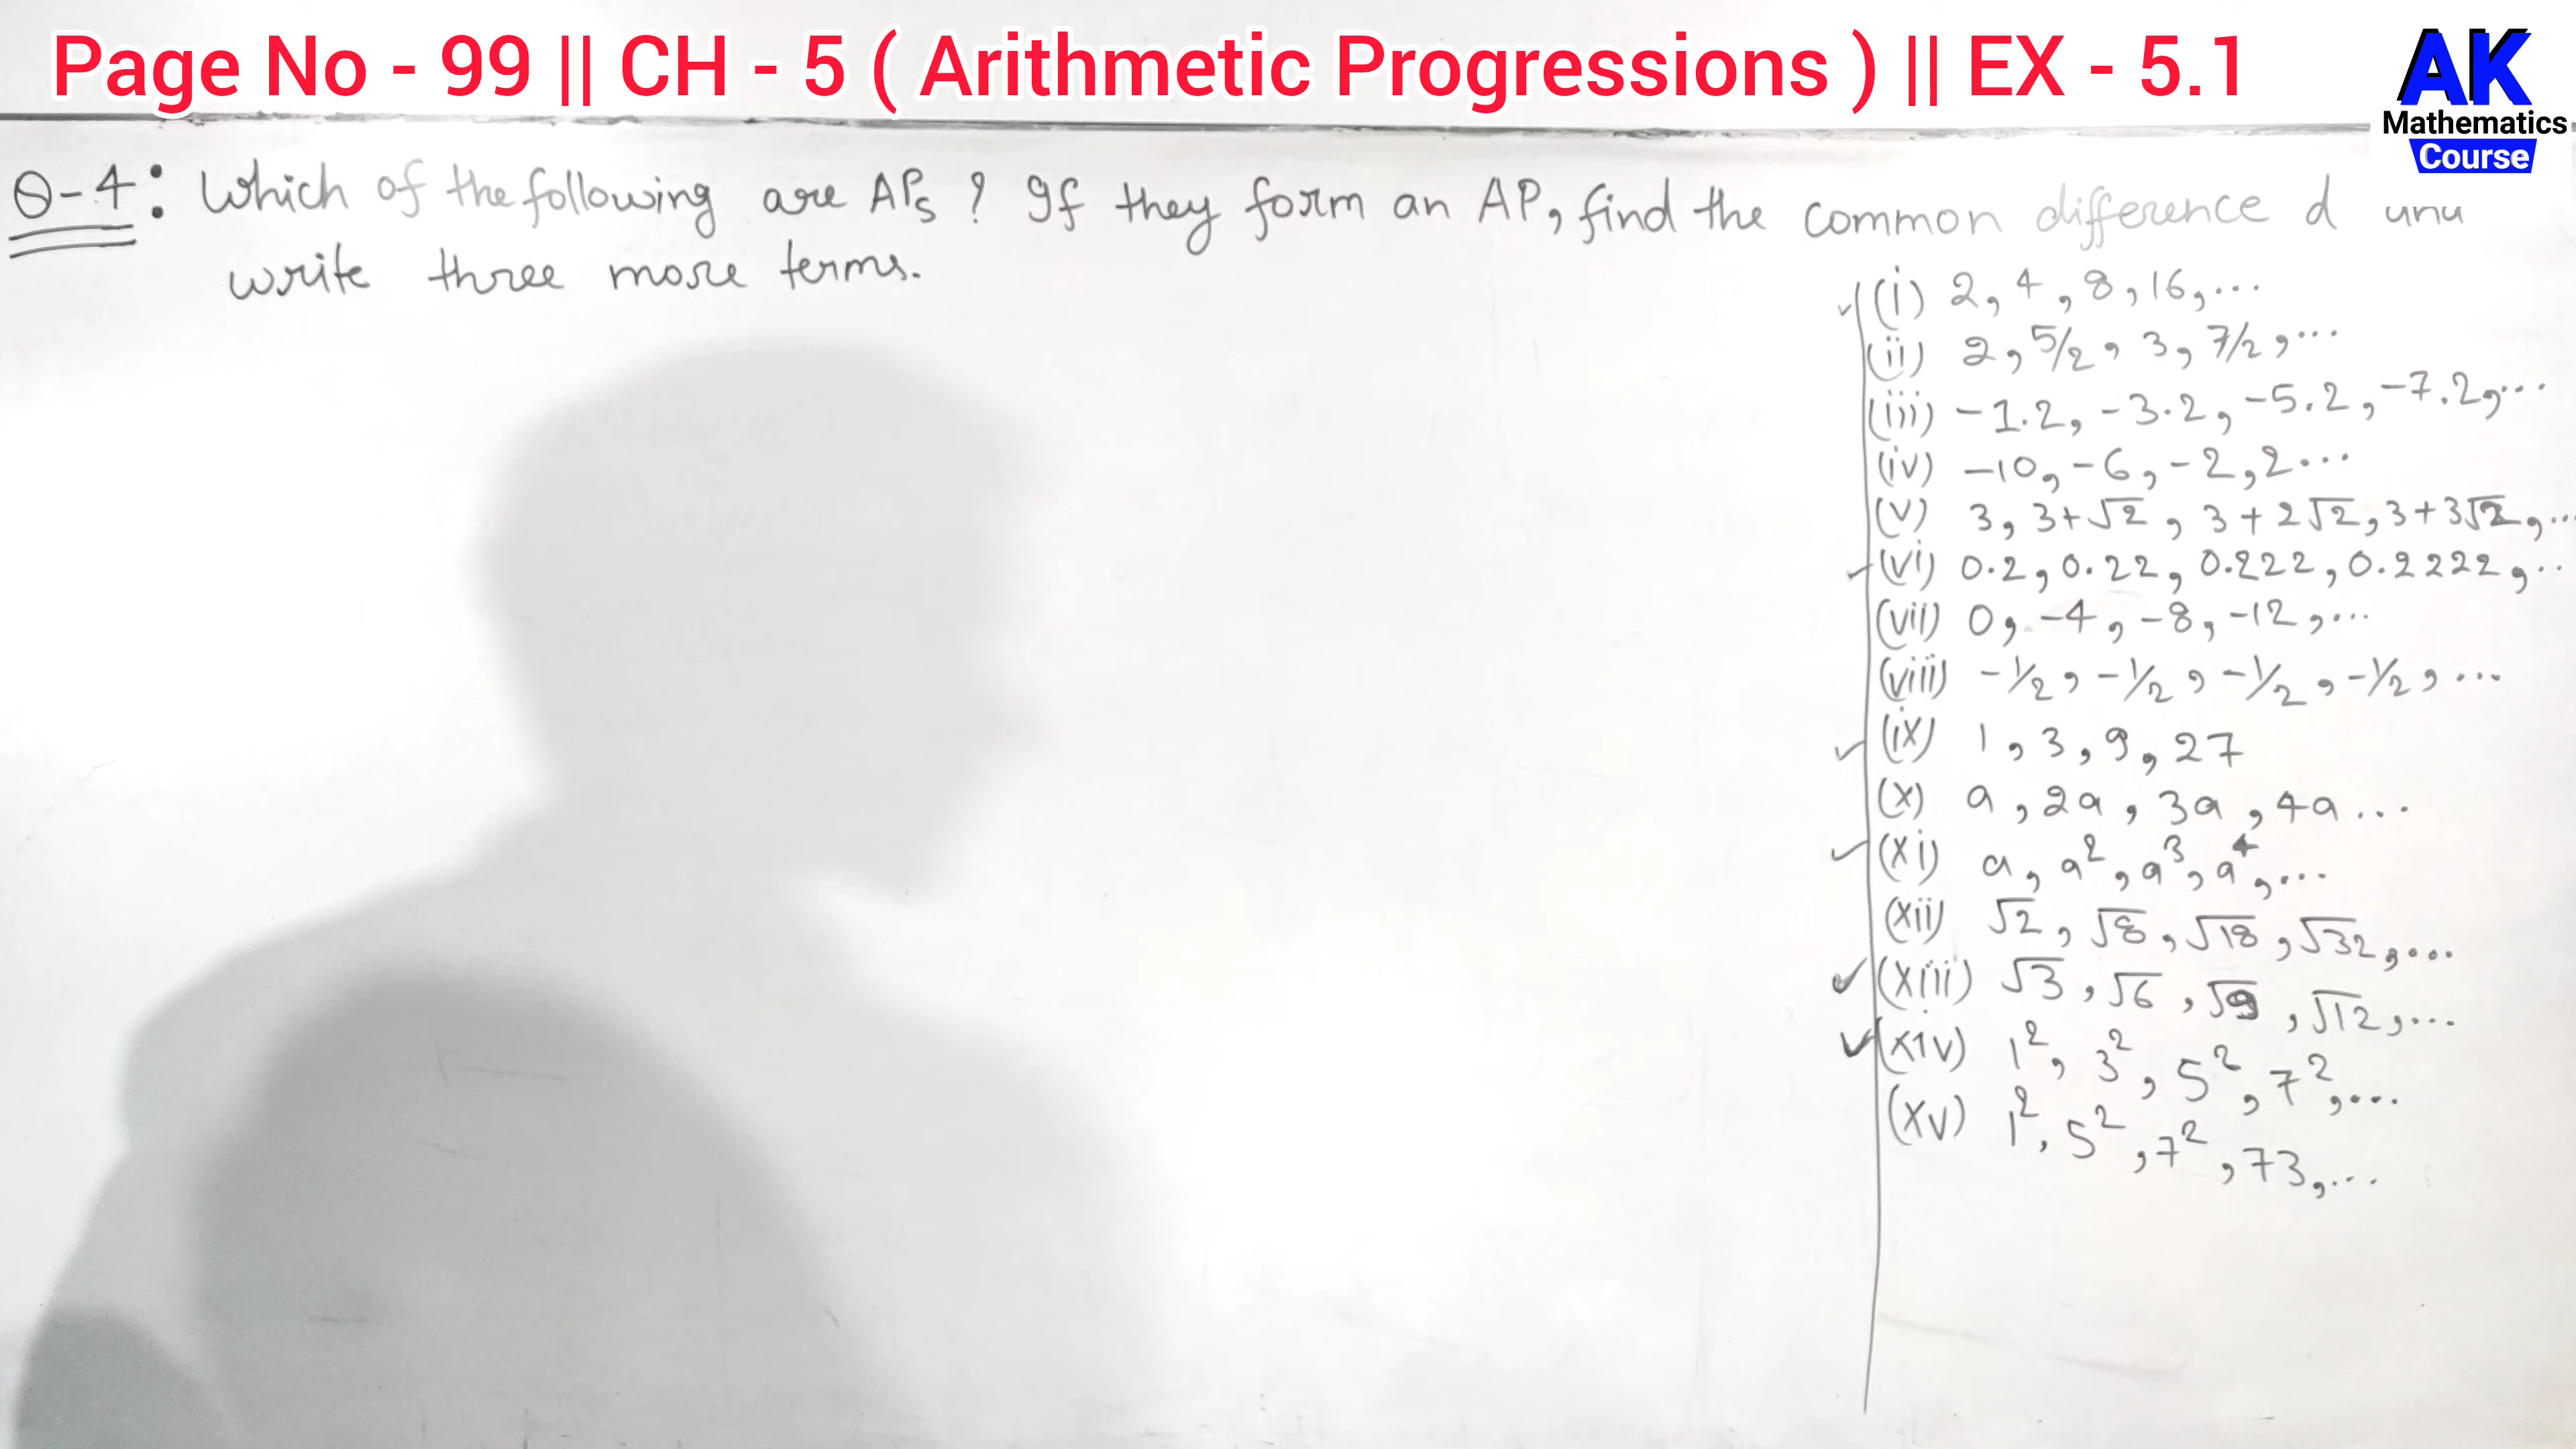 Page No - 99 || CH - 5 ( Arithmetic Progressions ) || EX - 5.1
AK
Mathematics
Course
Q-4: Which of the following are APs ? If they form an AP, find the common difference d
write three more terms.
(i) 2, 4, 8, 16, ...
(ii) 2, 5/2, 3, 7/2, ...
(iii) -1.2, -3.2, -5.2, -7.2, ...
(iv) -10, -6, -2, 2...
(v) 3, 3+√2, 3+2√2, 3+3√2, ...
(vi) 0.2, 0.22, 0.222, 0.2222, ..
(vii) 0, -4, -8, -12, ...
(viii) -1/2, -1/2, -1/2, -1/2, ...
(ix) 1, 3, 9, 27
(x) a, 2a, 3a, 4a...
(xi) a, a², a³, a⁴, ...
(xii) √2, √8, √18, √32, ...
(xiii) √3, √6, √9, √12, ...
(xiv) 1², 3², 5², 7², ...
(xv) 1², 5², 7², 73, ...